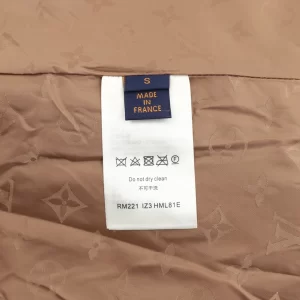 S
MADE IN
FRANCE
Do not dry clean
不可干洗
RM221 IZ3 HML81E